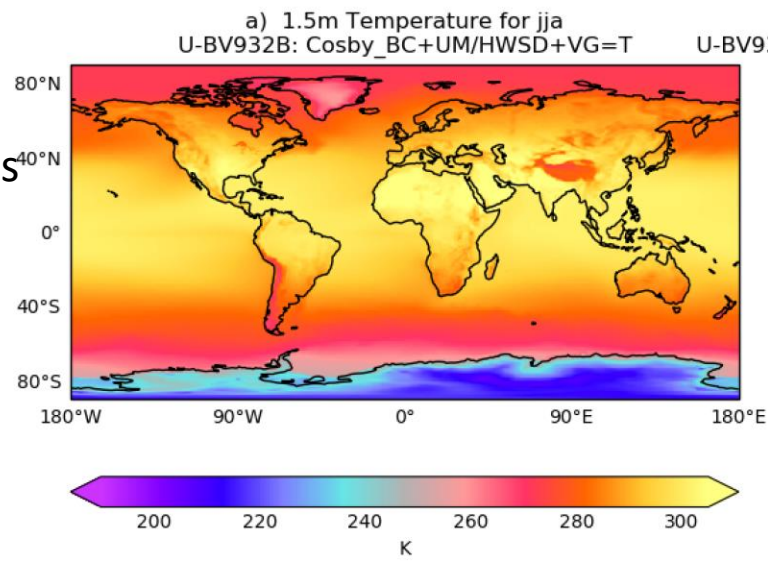 a) 1.5m Temperature for jja
U-BV932B: Cosby_BC+UM/HWSD+VG=T U-BV93
s
80°N
40°N
0°
40°S
80°S
180°W 90°W 0° 90°E 180°E
200 220 240 260 280 300
K